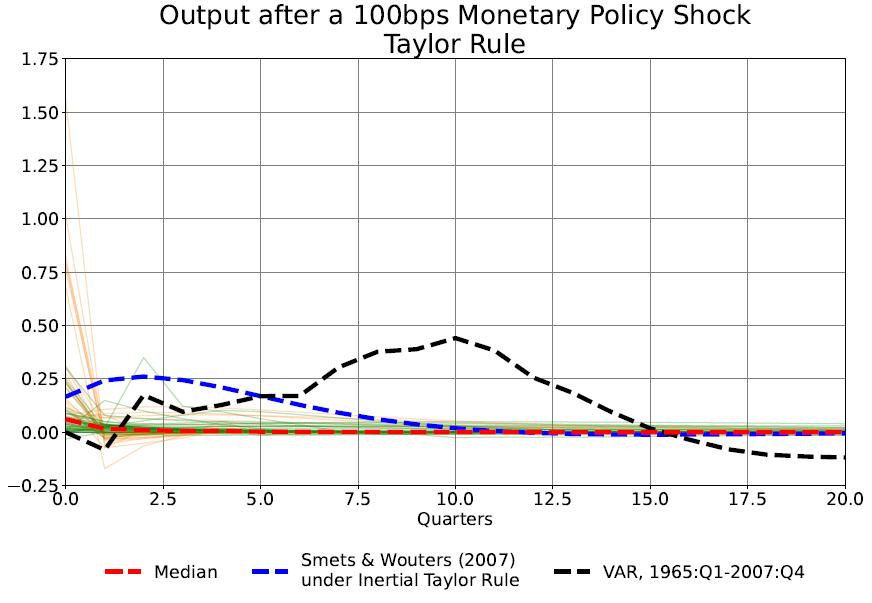 Output after a 100bps Monetary Policy Shock
Taylor Rule
1.75
1.50
1.25
1.00
0.75
0.50
0.25
0.00
−0.25
0.0 2.5 5.0 7.5 10.0 12.5 15.0 17.5 20.0
Quarters
Median
Smets & Wouters (2007)
under Inertial Taylor Rule
VAR, 1965:Q1-2007:Q4